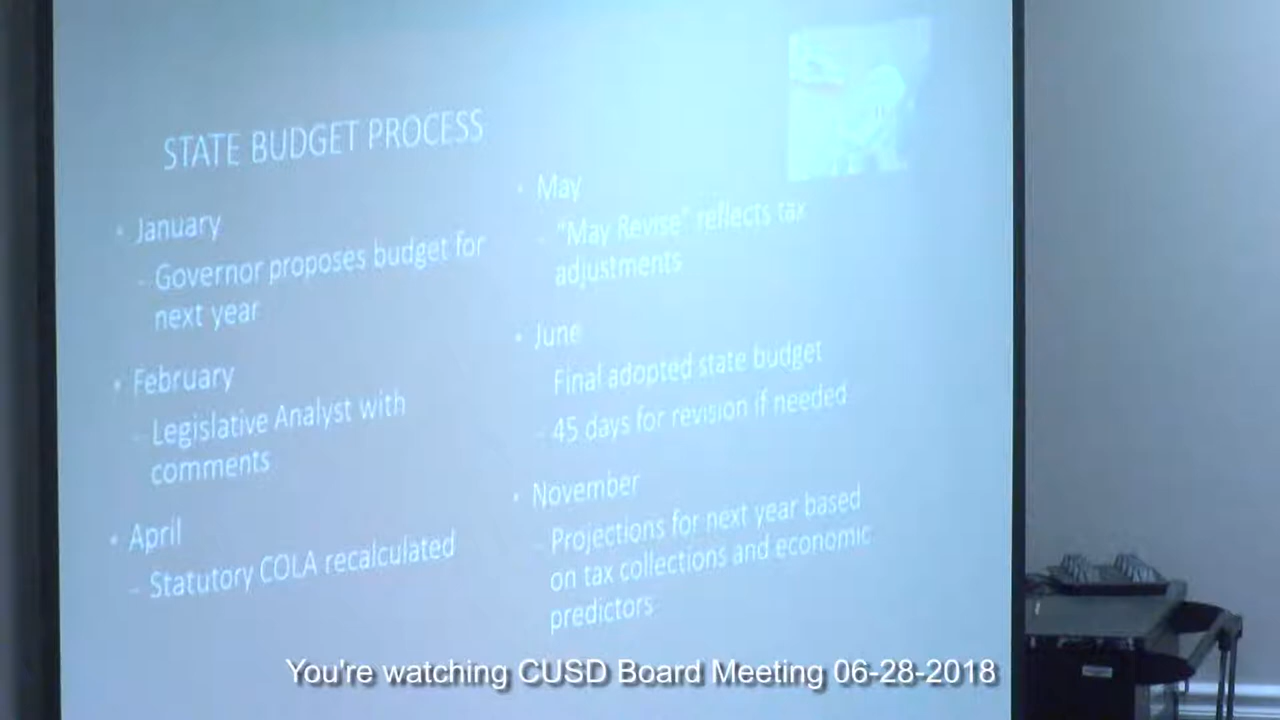 STATE BUDGET PROCESS
• January
- Governor proposes budget for
next year
• February
- Legislative Analyst with
comments
• April
- Statutory COLA recalculated
• May
- "May Revise" reflects tax
adjustments
• June
Final adopted state budget
- 45 days for revision if needed
• November
- Projections for next year based
on tax collections and economic
predictors
You're watching CUSD Board Meeting 06-28-2018